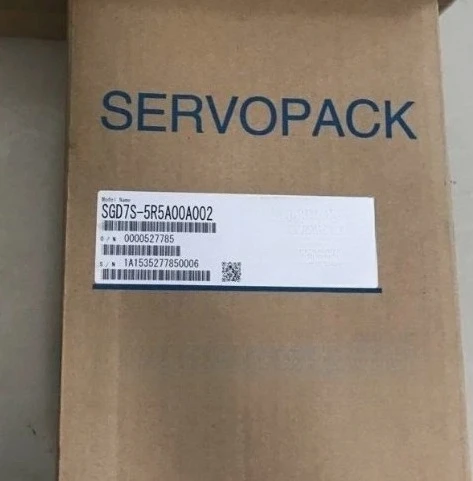 SERVOPACK
Model Name
SGD7S-5R5A00A002
O/N 0000527785
S/N 1A1535277850006